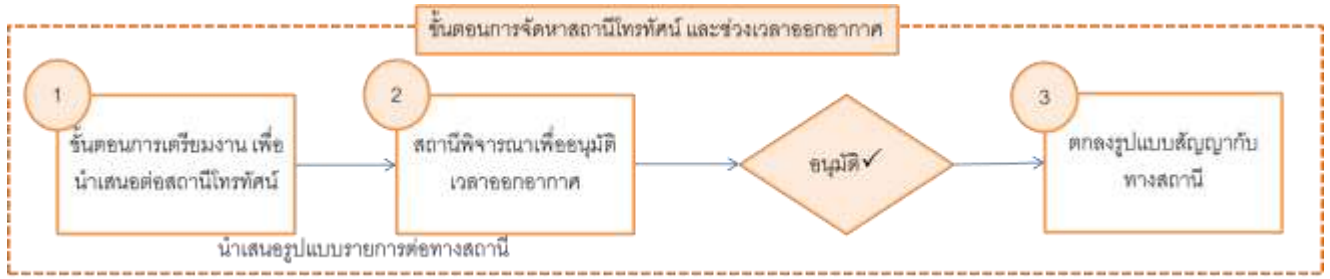 ขั้นตอนการจัดหาสถานีโทรทัศน์ และช่วงเวลาออกอากาศ
1
ขั้นตอนการเตรียมงาน เพื่อ
นำเสนอต่อสถานีโทรทัศน์
2
สถานีพิจารณาเพื่ออนุมัติ
เวลาออกอากาศ
อนุมัติ✓
3
ตกลงรูปแบบสัญญากับ
ทางสถานี
นำเสนอรูปแบบรายการต่อทางสถานี